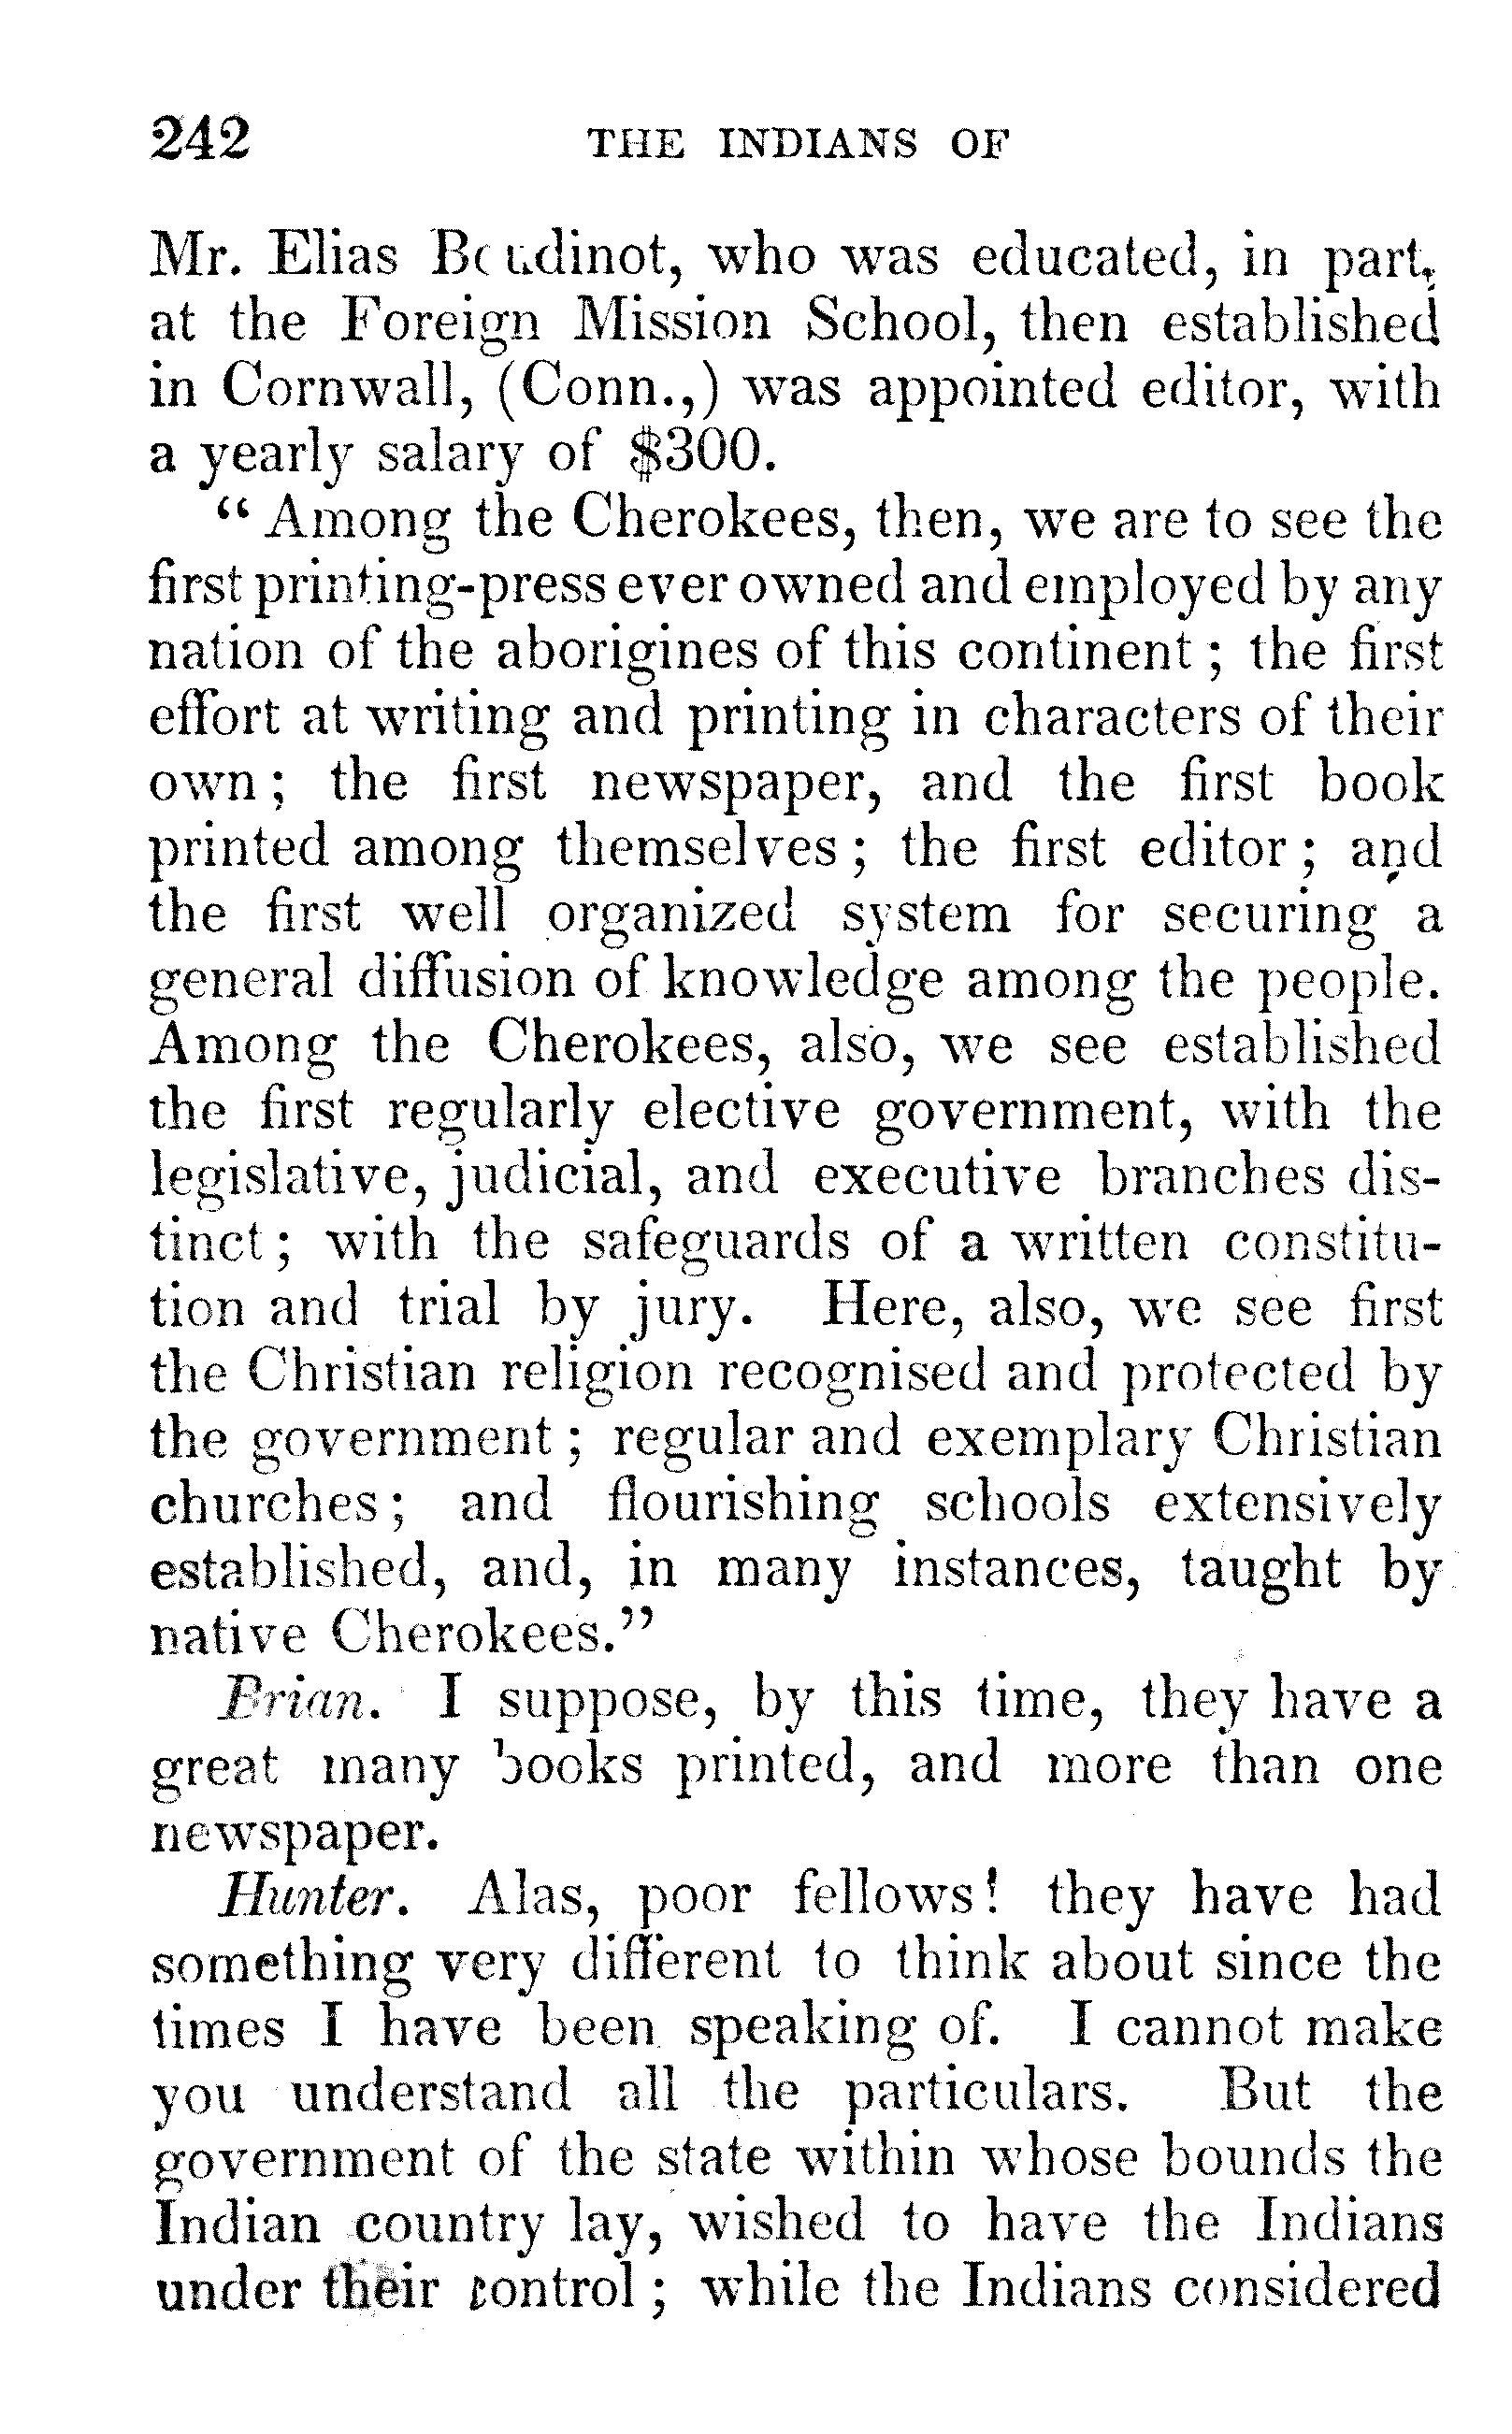 242 THE INDIANS OF
Mr. Elias Boudinot, who was educated, in part,
at the Foreign Mission School, then established
in Cornwall, (Conn.,) was appointed editor, with
a yearly salary of $300.
“ Among the Cherokees, then, we are to see the
first printing-press ever owned and employed by any
nation of the aborigines of this continent ; the first
effort at writing and printing in characters of their
own ; the first newspaper, and the first book
printed among themselves ; the first editor ; and
the first well organized system for securing a
general diffusion of knowledge among the people.
Among the Cherokees, also, we see established
the first regularly elective government, with the
legislative, judicial, and executive branches dis-
tinct ; with the safeguards of a written constitu-
tion and trial by jury. Here, also, we see first
the Christian religion recognised and protected by
the government ; regular and exemplary Christian
churches ; and flourishing schools extensively
established, and, in many instances, taught by
native Cherokees.”
Brian. I suppose, by this time, they have a
great many books printed, and more than one
newspaper.
Hunter. Alas, poor fellows ! they have had
something very different to think about since the
times I have been speaking of. I cannot make
you understand all the particulars. But the
government of the state within whose bounds the
Indian country lay, wished to have the Indians
under their control ; while the Indians considered